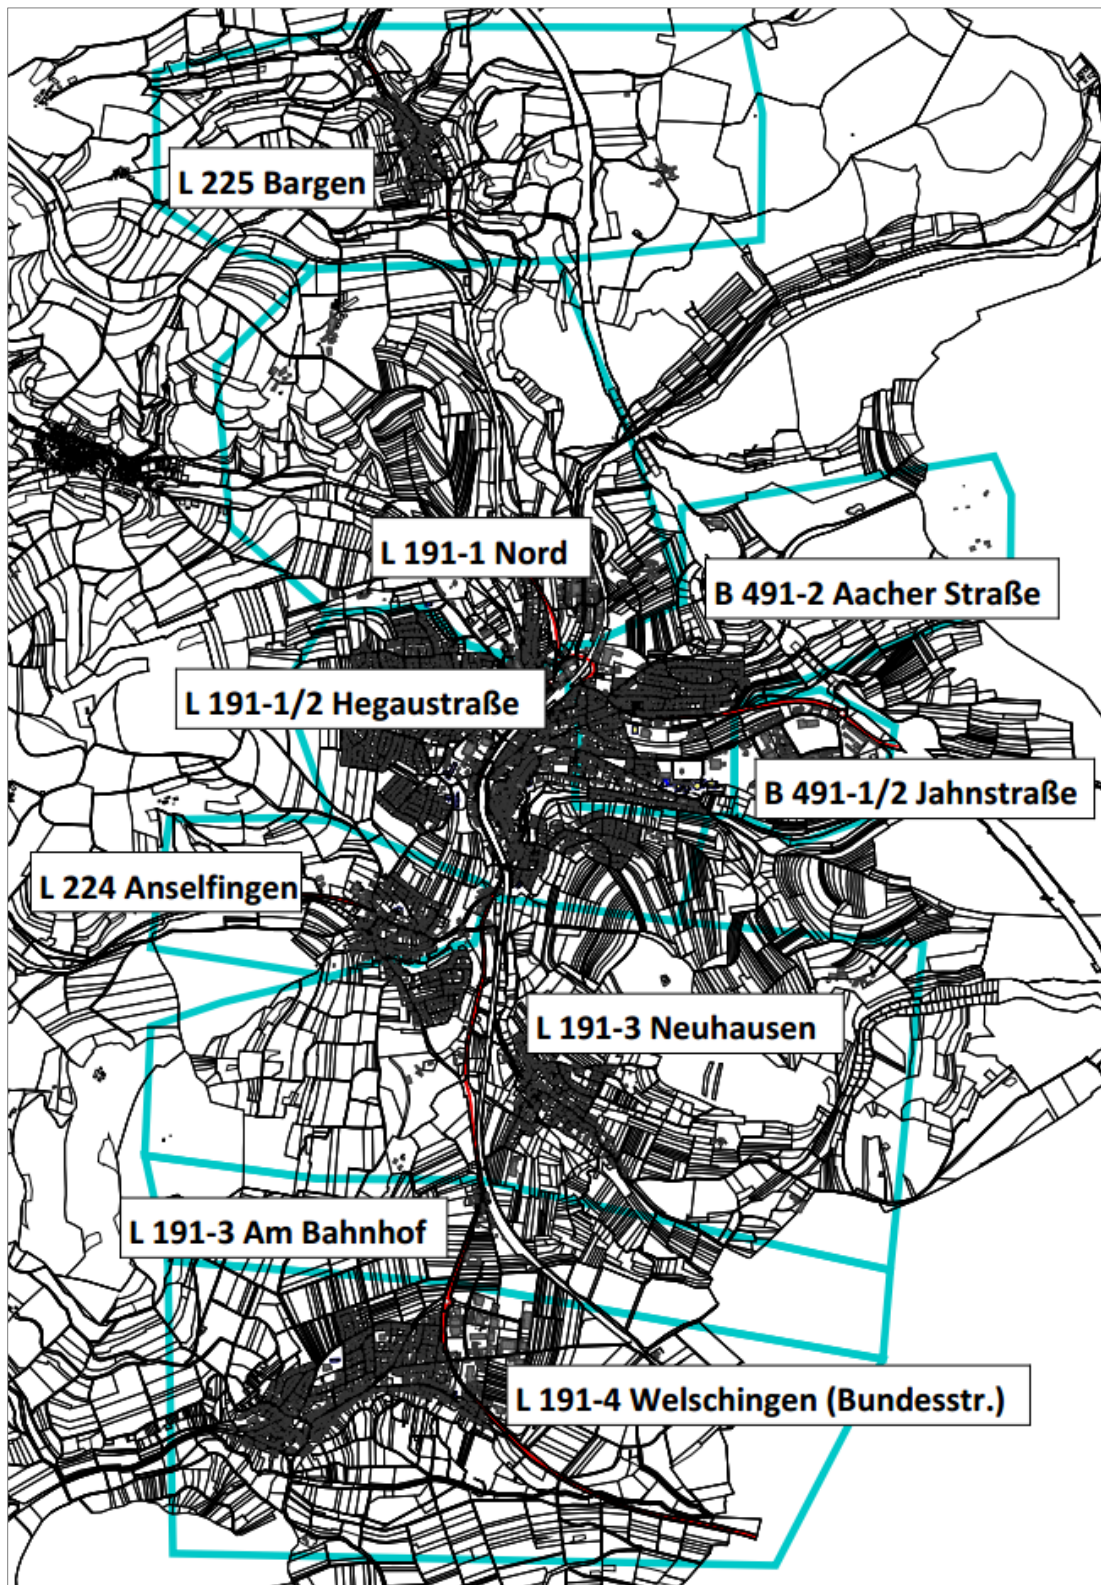 L 225 Bargen
L 191-1 Nord
B 491-2 Aacher Straße
L 191-1/2 Hegaustraße
B 491-1/2 Jahnstraße
L 224 Anselfingen
L 191-3 Neuhausen
L 191-3 Am Bahnhof
L 191-4 Welschingen (Bundesstr.)